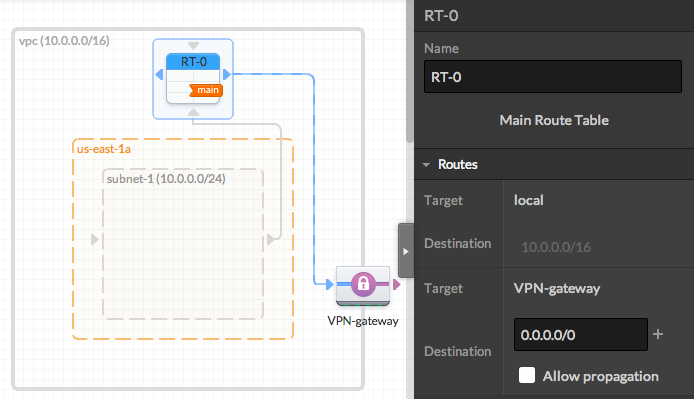 vpc (10.0.0.0/16)
RT-0
main
us-east-1a
subnet-1 (10.0.0.0/24)
VPN-gateway
RT-0
Name
RT-0
Main Route Table
Routes
Target local
Destination 10.0.0.0/16
Target VPN-gateway
Destination 0.0.0.0/0 +
Allow propagation